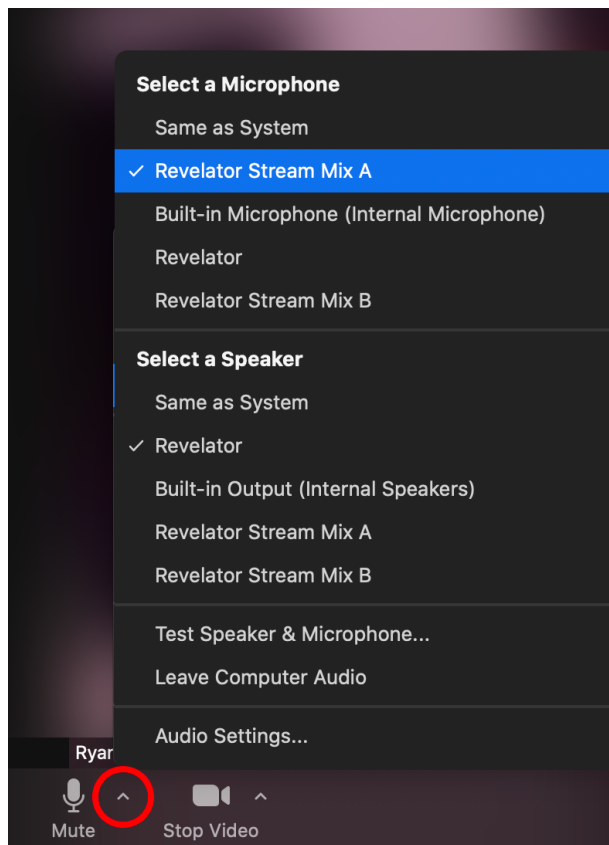 Select a Microphone
Same as System
✓ Revelator Stream Mix A
Built-in Microphone (Internal Microphone)
Revelator
Revelator Stream Mix B
Select a Speaker
Same as System
✓ Revelator
Built-in Output (Internal Speakers)
Revelator Stream Mix A
Revelator Stream Mix B
Test Speaker & Microphone...
Leave Computer Audio
Audio Settings...
Ryan
Mute
Stop Video